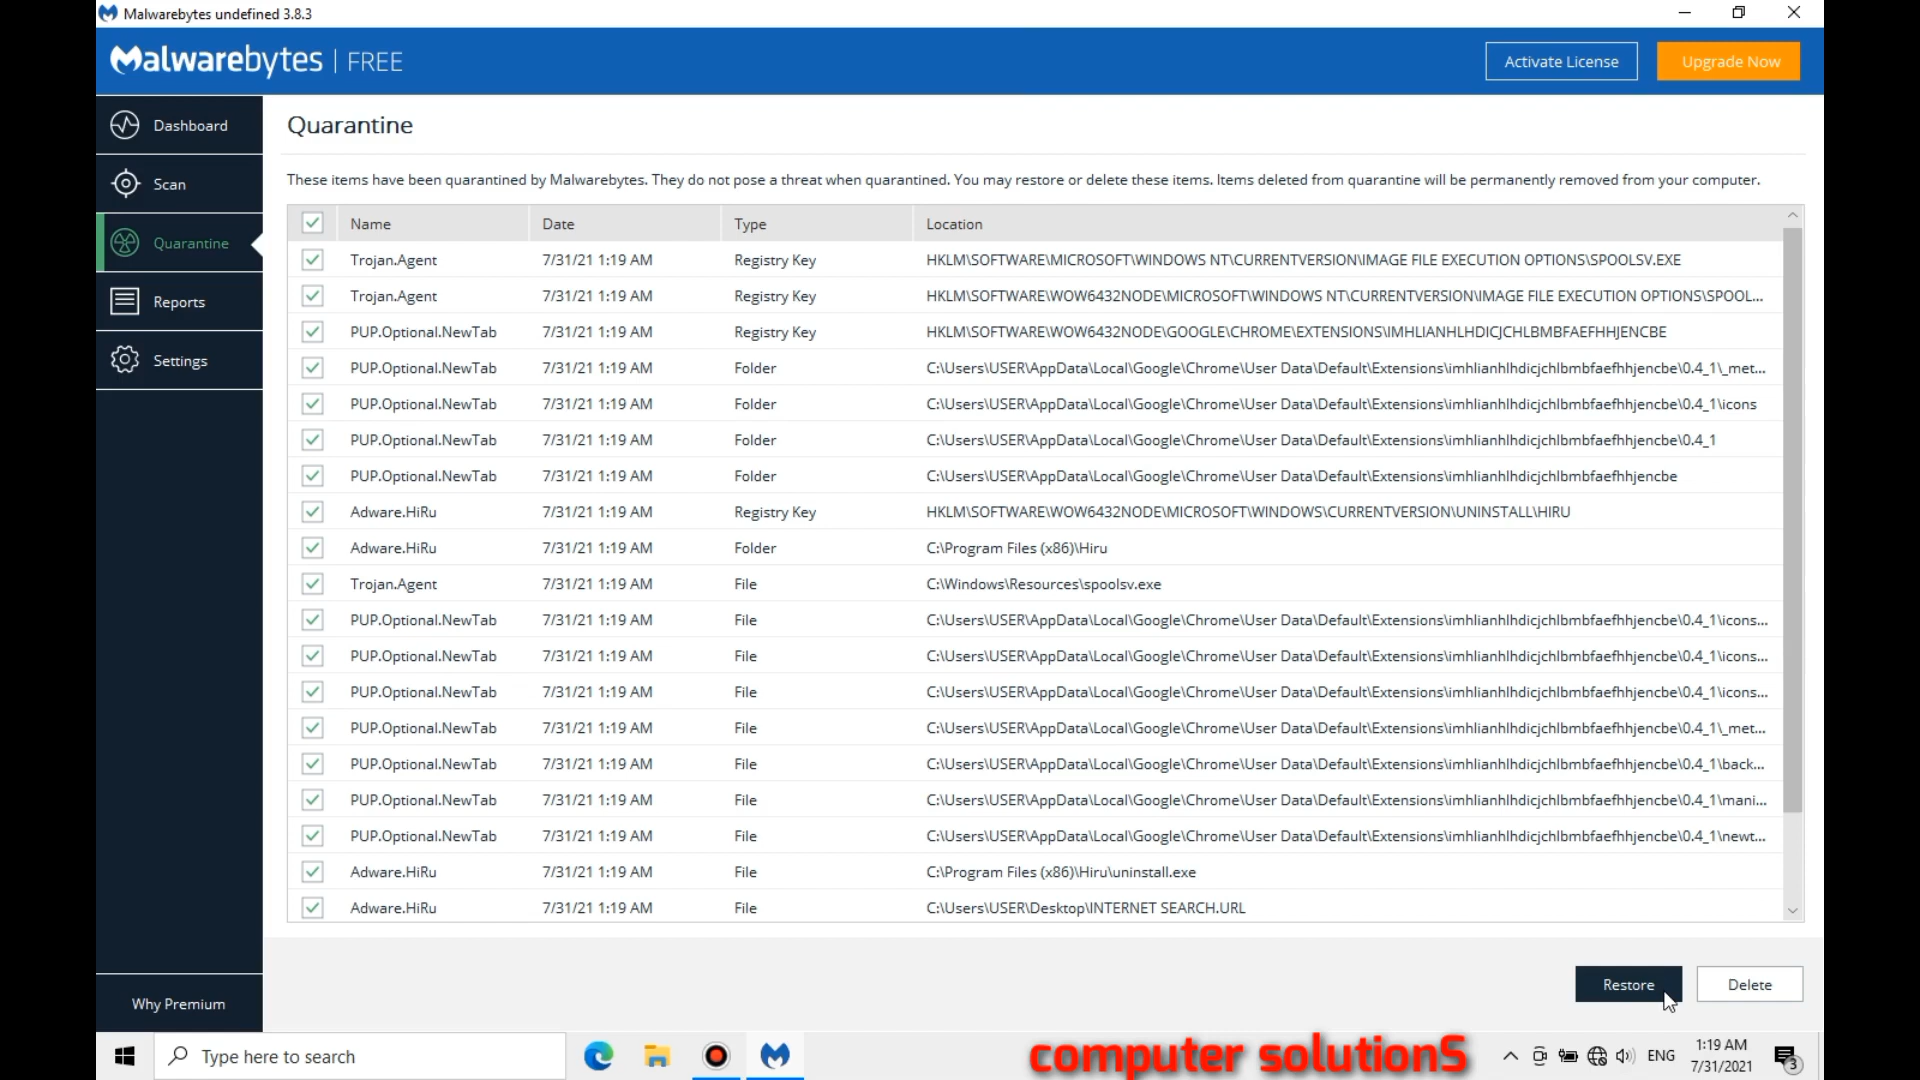 Malwarebytes undefined 3.8.3
Malwarebytes | FREE
Activate License
Upgrade Now
Dashboard
Scan
Quarantine
Reports
Settings
Why Premium
Quarantine
These items have been quarantined by Malwarebytes. They do not pose a threat when quarantined. You may restore or delete these items. Items deleted from quarantine will be permanently removed from your computer.
Name Date Type Location
Trojan.Agent 7/31/21 1:19 AM Registry Key HKLM\SOFTWARE\MICROSOFT\WINDOWS NT\CURRENTVERSION\IMAGE FILE EXECUTION OPTIONS\SPOOLSV.EXE
Trojan.Agent 7/31/21 1:19 AM Registry Key HKLM\SOFTWARE\WOW6432NODE\MICROSOFT\WINDOWS NT\CURRENTVERSION\IMAGE FILE EXECUTION OPTIONS\SPOOL...
PUP.Optional.NewTab 7/31/21 1:19 AM Registry Key HKLM\SOFTWARE\WOW6432NODE\GOOGLE\CHROME\EXTENSIONS\IMHLIANHLHDICJCHLBMBFAEFHHJENCBE
PUP.Optional.NewTab 7/31/21 1:19 AM Folder C:\Users\USER\AppData\Local\Google\Chrome\User Data\Default\Extensions\imhlianhlhdicjchlbmbfaefhhjencbe\0.4_1\_met...
PUP.Optional.NewTab 7/31/21 1:19 AM Folder C:\Users\USER\AppData\Local\Google\Chrome\User Data\Default\Extensions\imhlianhlhdicjchlbmbfaefhhjencbe\0.4_1\icons
PUP.Optional.NewTab 7/31/21 1:19 AM Folder C:\Users\USER\AppData\Local\Google\Chrome\User Data\Default\Extensions\imhlianhlhdicjchlbmbfaefhhjencbe\0.4_1
PUP.Optional.NewTab 7/31/21 1:19 AM Folder C:\Users\USER\AppData\Local\Google\Chrome\User Data\Default\Extensions\imhlianhlhdicjchlbmbfaefhhjencbe
Adware.HiRu 7/31/21 1:19 AM Registry Key HKLM\SOFTWARE\WOW6432NODE\MICROSOFT\WINDOWS\CURRENTVERSION\UNINSTALL\HIRU
Adware.HiRu 7/31/21 1:19 AM Folder C:\Program Files (x86)\Hiru
Trojan.Agent 7/31/21 1:19 AM File C:\Windows\Resources\spoolsv.exe
PUP.Optional.NewTab 7/31/21 1:19 AM File C:\Users\USER\AppData\Local\Google\Chrome\User Data\Default\Extensions\imhlianhlhdicjchlbmbfaefhhjencbe\0.4_1\icons...
PUP.Optional.NewTab 7/31/21 1:19 AM File C:\Users\USER\AppData\Local\Google\Chrome\User Data\Default\Extensions\imhlianhlhdicjchlbmbfaefhhjencbe\0.4_1\icons...
PUP.Optional.NewTab 7/31/21 1:19 AM File C:\Users\USER\AppData\Local\Google\Chrome\User Data\Default\Extensions\imhlianhlhdicjchlbmbfaefhhjencbe\0.4_1\icons...
PUP.Optional.NewTab 7/31/21 1:19 AM File C:\Users\USER\AppData\Local\Google\Chrome\User Data\Default\Extensions\imhlianhlhdicjchlbmbfaefhhjencbe\0.4_1\_met...
PUP.Optional.NewTab 7/31/21 1:19 AM File C:\Users\USER\AppData\Local\Google\Chrome\User Data\Default\Extensions\imhlianhlhdicjchlbmbfaefhhjencbe\0.4_1\back...
PUP.Optional.NewTab 7/31/21 1:19 AM File C:\Users\USER\AppData\Local\Google\Chrome\User Data\Default\Extensions\imhlianhlhdicjchlbmbfaefhhjencbe\0.4_1\mani...
PUP.Optional.NewTab 7/31/21 1:19 AM File C:\Users\USER\AppData\Local\Google\Chrome\User Data\Default\Extensions\imhlianhlhdicjchlbmbfaefhhjencbe\0.4_1\newt...
Adware.HiRu 7/31/21 1:19 AM File C:\Program Files (x86)\Hiru\uninstall.exe
Adware.HiRu 7/31/21 1:19 AM File C:\Users\USER\Desktop\INTERNET SEARCH.URL
Restore
Delete
Type here to search
computer solutionS
ENG
1:19 AM
7/31/2021
3